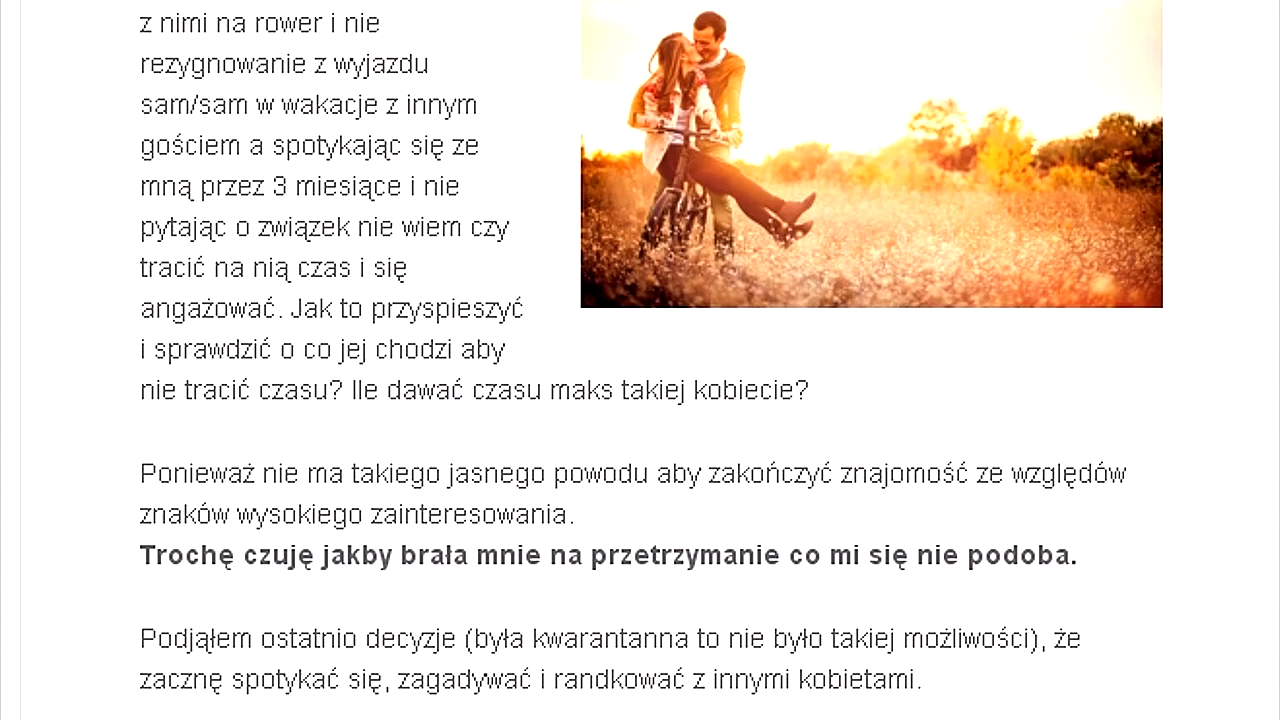 z nimi na rower i nie
rezygnowanie z wyjazdu
sam/sam w wakacje z innym
gościem a spotykając się ze
mną przez 3 miesiące i nie
pytając o związek nie wiem czy
tracić na nią czas i się
angażować. Jak to przyspieszyć
i sprawdzić o co jej chodzi aby
nie tracić czasu? Ile dawać czasu maks takiej kobiecie?
Ponieważ nie ma takiego jasnego powodu aby zakończyć znajomość ze względów
znaków wysokiego zainteresowania.
Trochę czuję jakby brała mnie na przetrzymanie co mi się nie podoba.
Podjąłem ostatnio decyzje (była kwarantanna to nie było takiej możliwości), że
zacznę spotykać się, zagadywać i randkować z innymi kobietami.